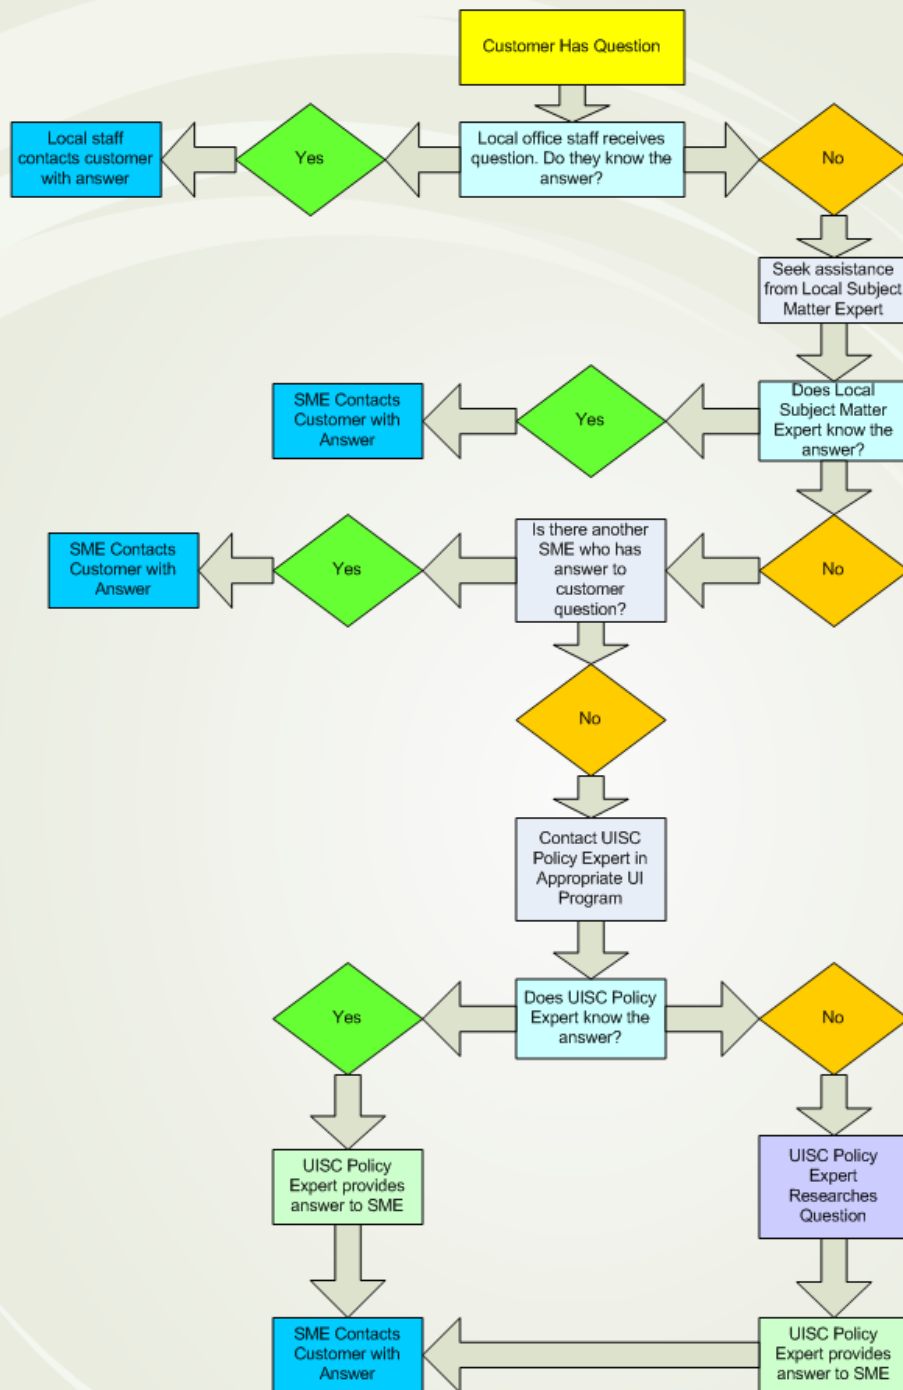 Customer Has Question
Local staff
contacts customer
with answer
Yes
Local office staff receives
question. Do they know the
answer?
No
Seek assistance
from Local Subject
Matter Expert
SME Contacts
Customer with
Answer
Yes
Does Local
Subject Matter
Expert know the
answer?
SME Contacts
Customer with
Answer
Yes
Is there another
SME who has
answer to
customer
question?
No
No
Contact UISC
Policy Expert in
Appropriate UI
Program
Yes
Does UISC Policy
Expert know the
answer?
No
UISC Policy
Expert provides
answer to SME
UISC Policy
Expert
Researches
Question
SME Contacts
Customer with
Answer
UISC Policy
Expert provides
answer to SME